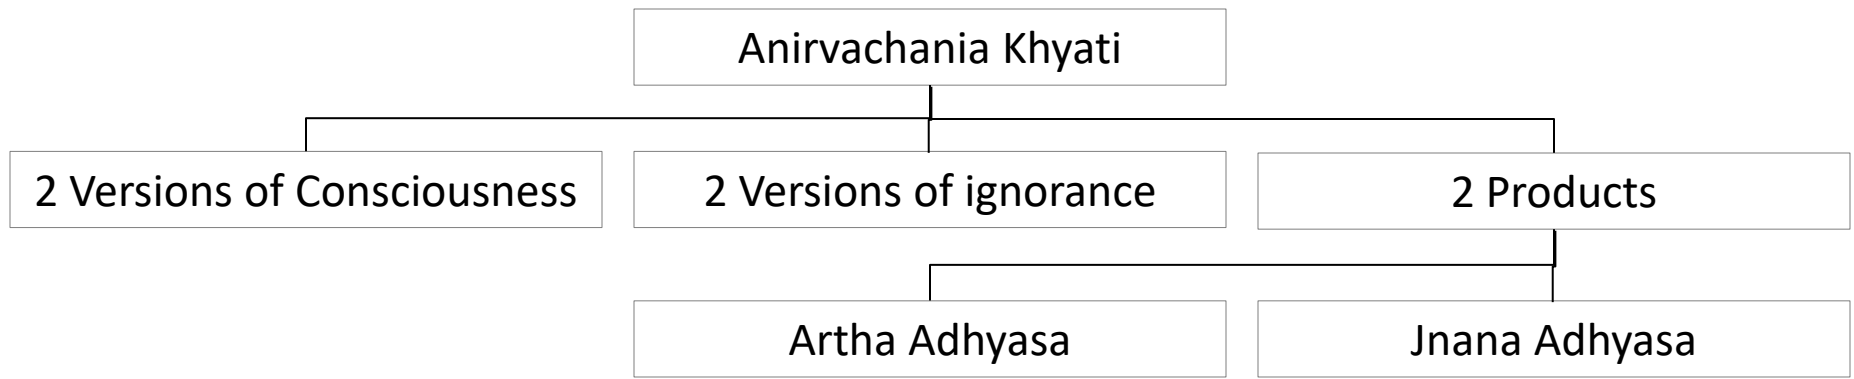 Anirvachania Khyati
2 Versions of Consciousness
2 Versions of ignorance
2 Products
Artha Adhyasa
Jnana Adhyasa